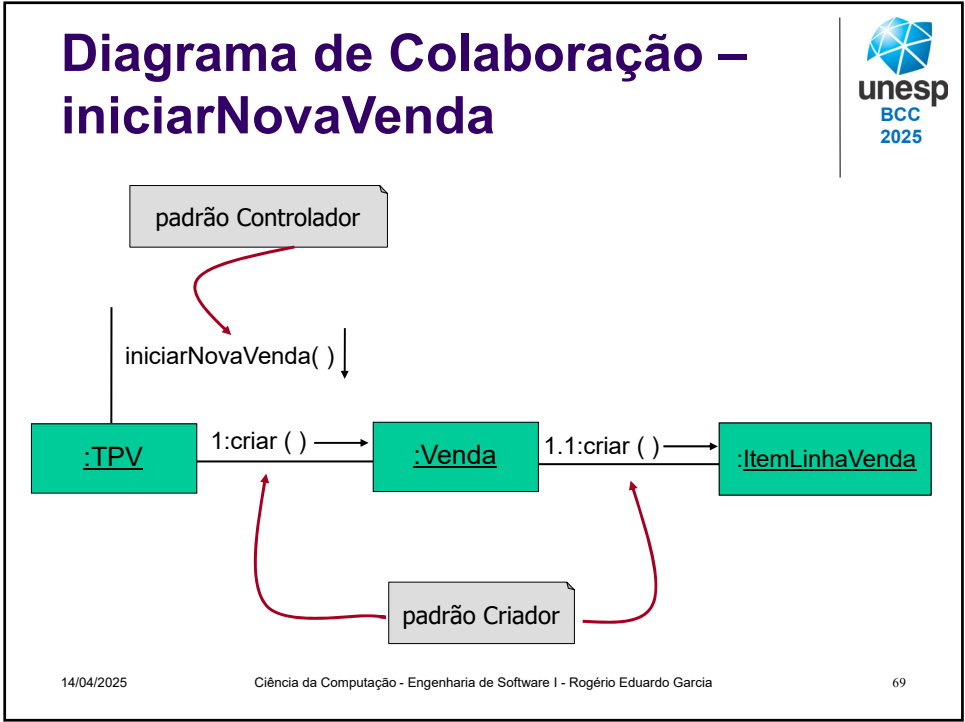 Diagrama de Colaboração –
iniciarNovaVenda
unesp
BCC
2025
padrão Controlador
iniciarNovaVenda( )
:TPV
1:criar ( )
:Venda
1.1:criar ( )
:ItemLinhaVenda
padrão Criador
14/04/2025
Ciência da Computação - Engenharia de Software I - Rogério Eduardo Garcia
69